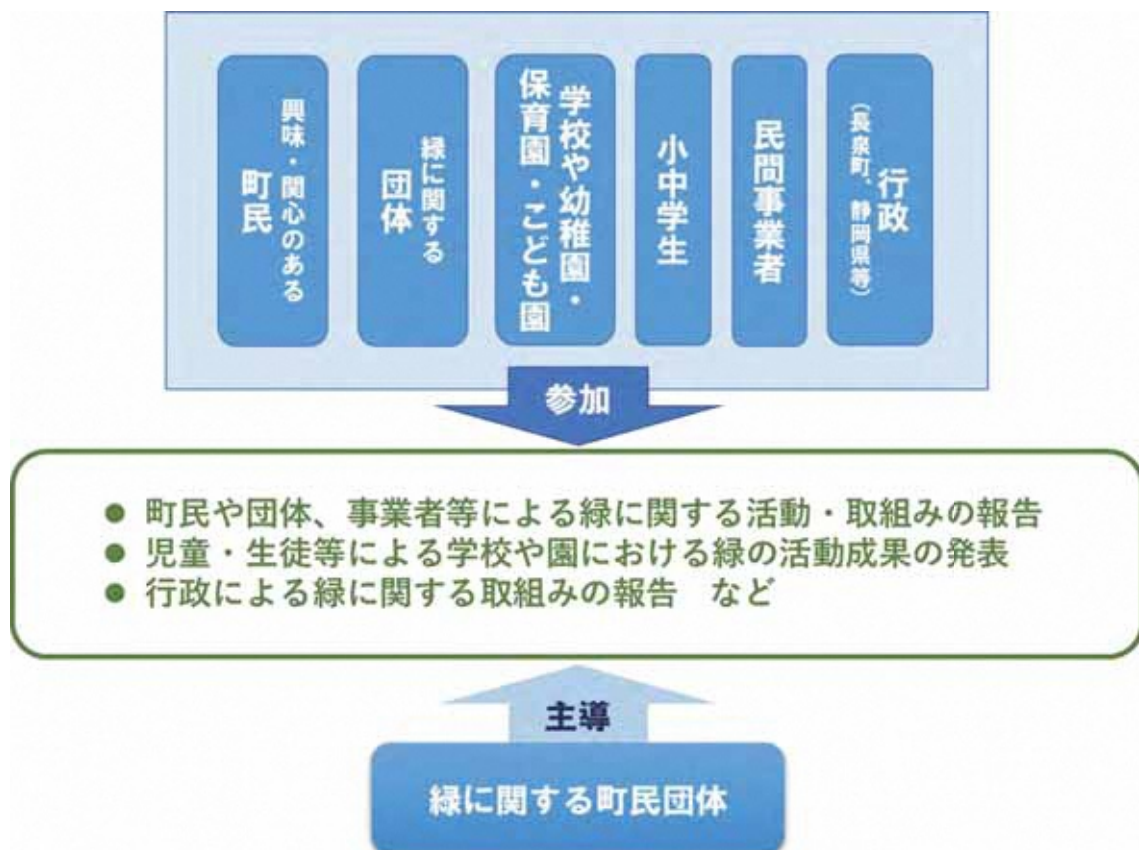 興味・関心のある
町民
緑に関する
団体
学校や幼稚園・
保育園・こども園
小中学生
民間事業者
行政
（長泉町、静岡県等）
参加
● 町民や団体、事業者等による緑に関する活動・取組みの報告
● 児童・生徒等による学校や園における緑の活動成果の発表
● 行政による緑に関する取組みの報告　など
主導
緑に関する町民団体